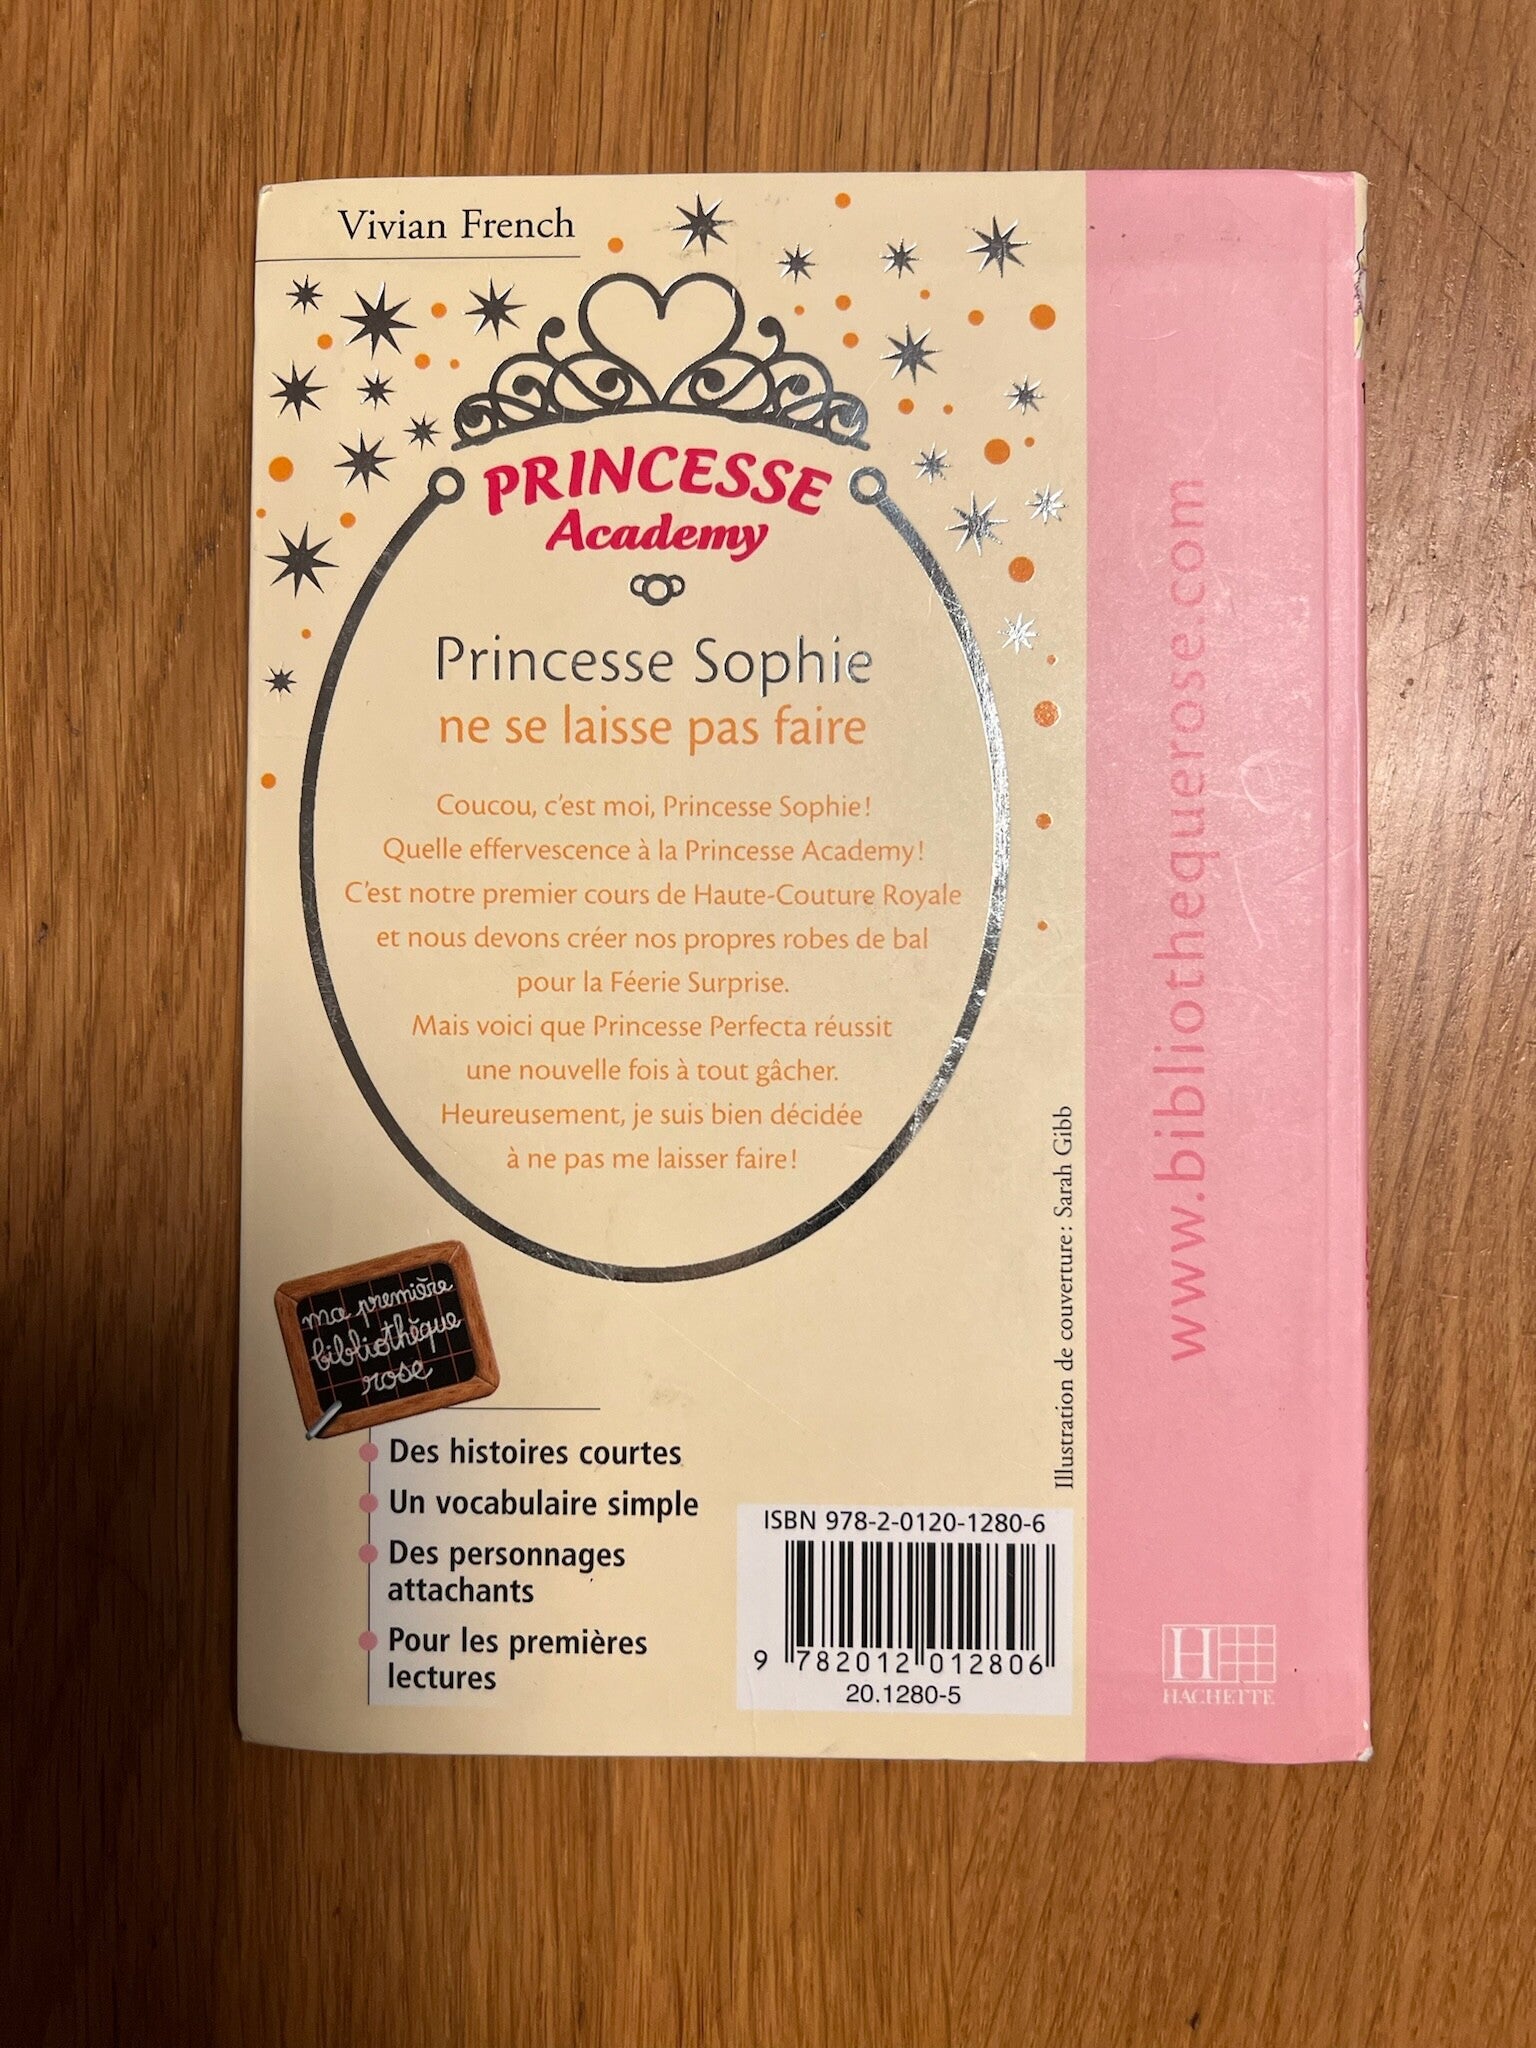 Vivian French
PRINCESSE
Academy
Princesse Sophie
ne se laisse pas faire
Coucou, c'est moi, Princesse Sophie !
Quelle effervescence à la Princesse Academy !
C'est notre premier cours de Haute-Couture Royale
et nous devons créer nos propres robes de bal
pour la Féerie Surprise.
Mais voici que Princesse Perfecta réussit
une nouvelle fois à tout gâcher.
Heureusement, je suis bien décidée
à ne pas me laisser faire !
ma première
bibliothèque
rose
Des histoires courtes
Un vocabulaire simple
Des personnages
attachants
Pour les premières
lectures
Illustration de couverture : Sarah Gibb
ISBN 978-2-0120-1280-6
9 782012 012806
20.1280-5
www.bibliothequerose.com
H
HACHETTE